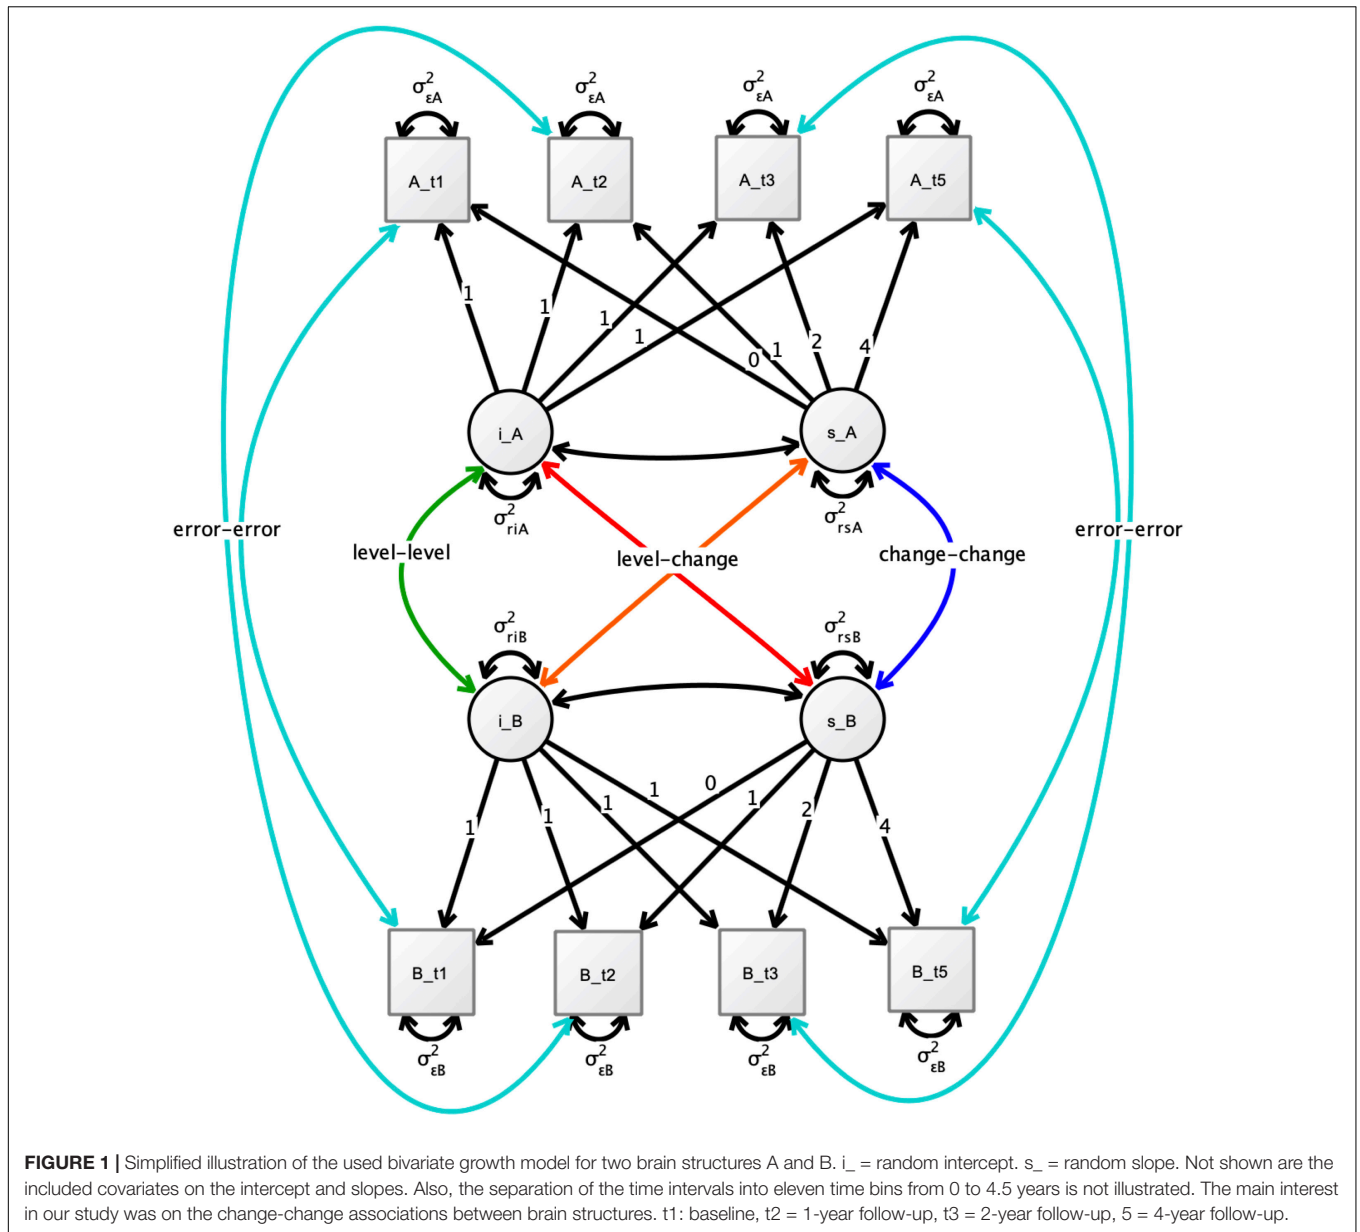 σ²εA σ²εA σ²εA σ²εA
A_t1 A_t2 A_t3 A_t5
1 1 1 1 0 1 2 4
i_A s_A
σ²riA σ²rsA
error-error level-level level-change change-change error-error
σ²riB σ²rsB
i_B s_B
1 1 1 1 0 1 2 4
B_t1 B_t2 B_t3 B_t5
σ²εB σ²εB σ²εB σ²εB
FIGURE 1 | Simplified illustration of the used bivariate growth model for two brain structures A and B. i_ = random intercept. s_ = random slope. Not shown are the
included covariates on the intercept and slopes. Also, the separation of the time intervals into eleven time bins from 0 to 4.5 years is not illustrated. The main interest
in our study was on the change-change associations between brain structures. t1: baseline, t2 = 1-year follow-up, t3 = 2-year follow-up, 5 = 4-year follow-up.